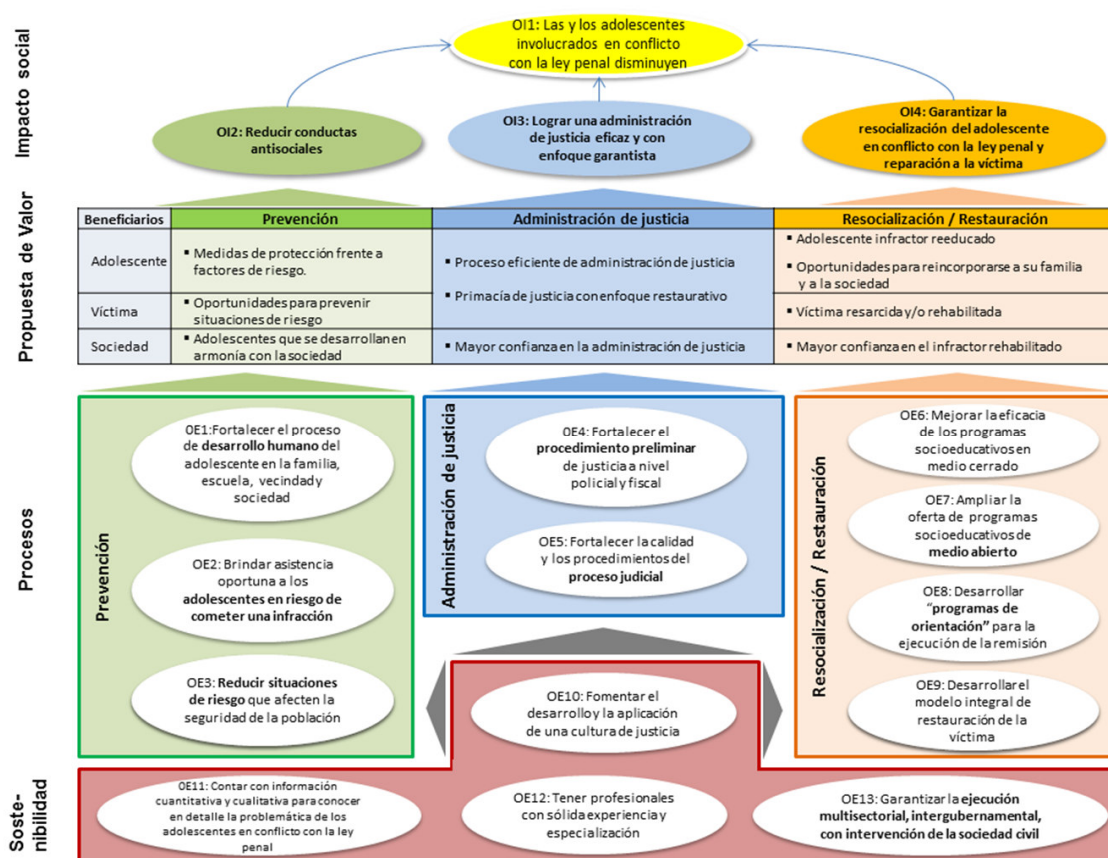 Impacto social
OI1: Las y los adolescentes
involucrados en conflicto
con la ley penal disminuyen
OI2: Reducir conductas
antisociales
OI3: Lograr una administración
de justicia eficaz y con
enfoque garantista
OI4: Garantizar la
resocialización del adolescente
en conflicto con la ley penal y
reparación a la víctima
Propuesta de Valor
Beneficiarios
Prevención
Administración de justicia
Resocialización / Restauración
Adolescente
▪ Medidas de protección frente a
factores de riesgo.
▪ Proceso eficiente de administración de justicia
▪ Primacía de justicia con enfoque restaurativo
▪ Adolescente infractor reeducado
▪ Oportunidades para reincorporarse a su familia
y a la sociedad
Víctima
▪ Oportunidades para prevenir
situaciones de riesgo
▪ Víctima resarcida y/o rehabilitada
Sociedad
▪ Adolescentes que se desarrollan en
armonía con la sociedad
▪ Mayor confianza en la administración de justicia
▪ Mayor confianza en el infractor rehabilitado
Procesos
Prevención
0E1:Fortalecer el proceso
de desarrollo humano del
adolescente en la familia,
escuela, vecindad y
sociedad
OE2: Brindar asistencia
oportuna a los
adolescentes en riesgo de
cometer una infracción
OE3: Reducir situaciones
de riesgo que afecten la
seguridad de la población
Administración de justicia
0E4: Fortalecer el
procedimiento preliminar
de justicia a nivel
policial y fiscal
OE5: Fortalecer la calidad
y los procedimientos del
proceso judicial
Resocialización / Restauración
OE6: Mejorar la eficacia
de los programas
socioeducativos en
medio cerrado
OE7: Ampliar la
oferta de programas
socioeducativos de
medio abierto
OE8: Desarrollar
“programas de
orientación” para la
ejecución de la remisión
OE9: Desarrollar el
modelo integral de
restauración de la
víctima
Soste-
nibilidad
OE10: Fomentar el
desarrollo y la aplicación
de una cultura de justicia
0E11: Contar con información
cuantitativa y cualitativa para conocer
en detalle la problemática de los
adolescentes en conflicto con la ley
penal
OE12: Tener profesionales
con sólida experiencia y
especialización
OE13: Garantizar la ejecución
multisectorial, intergubernamental,
con intervención de la sociedad civil